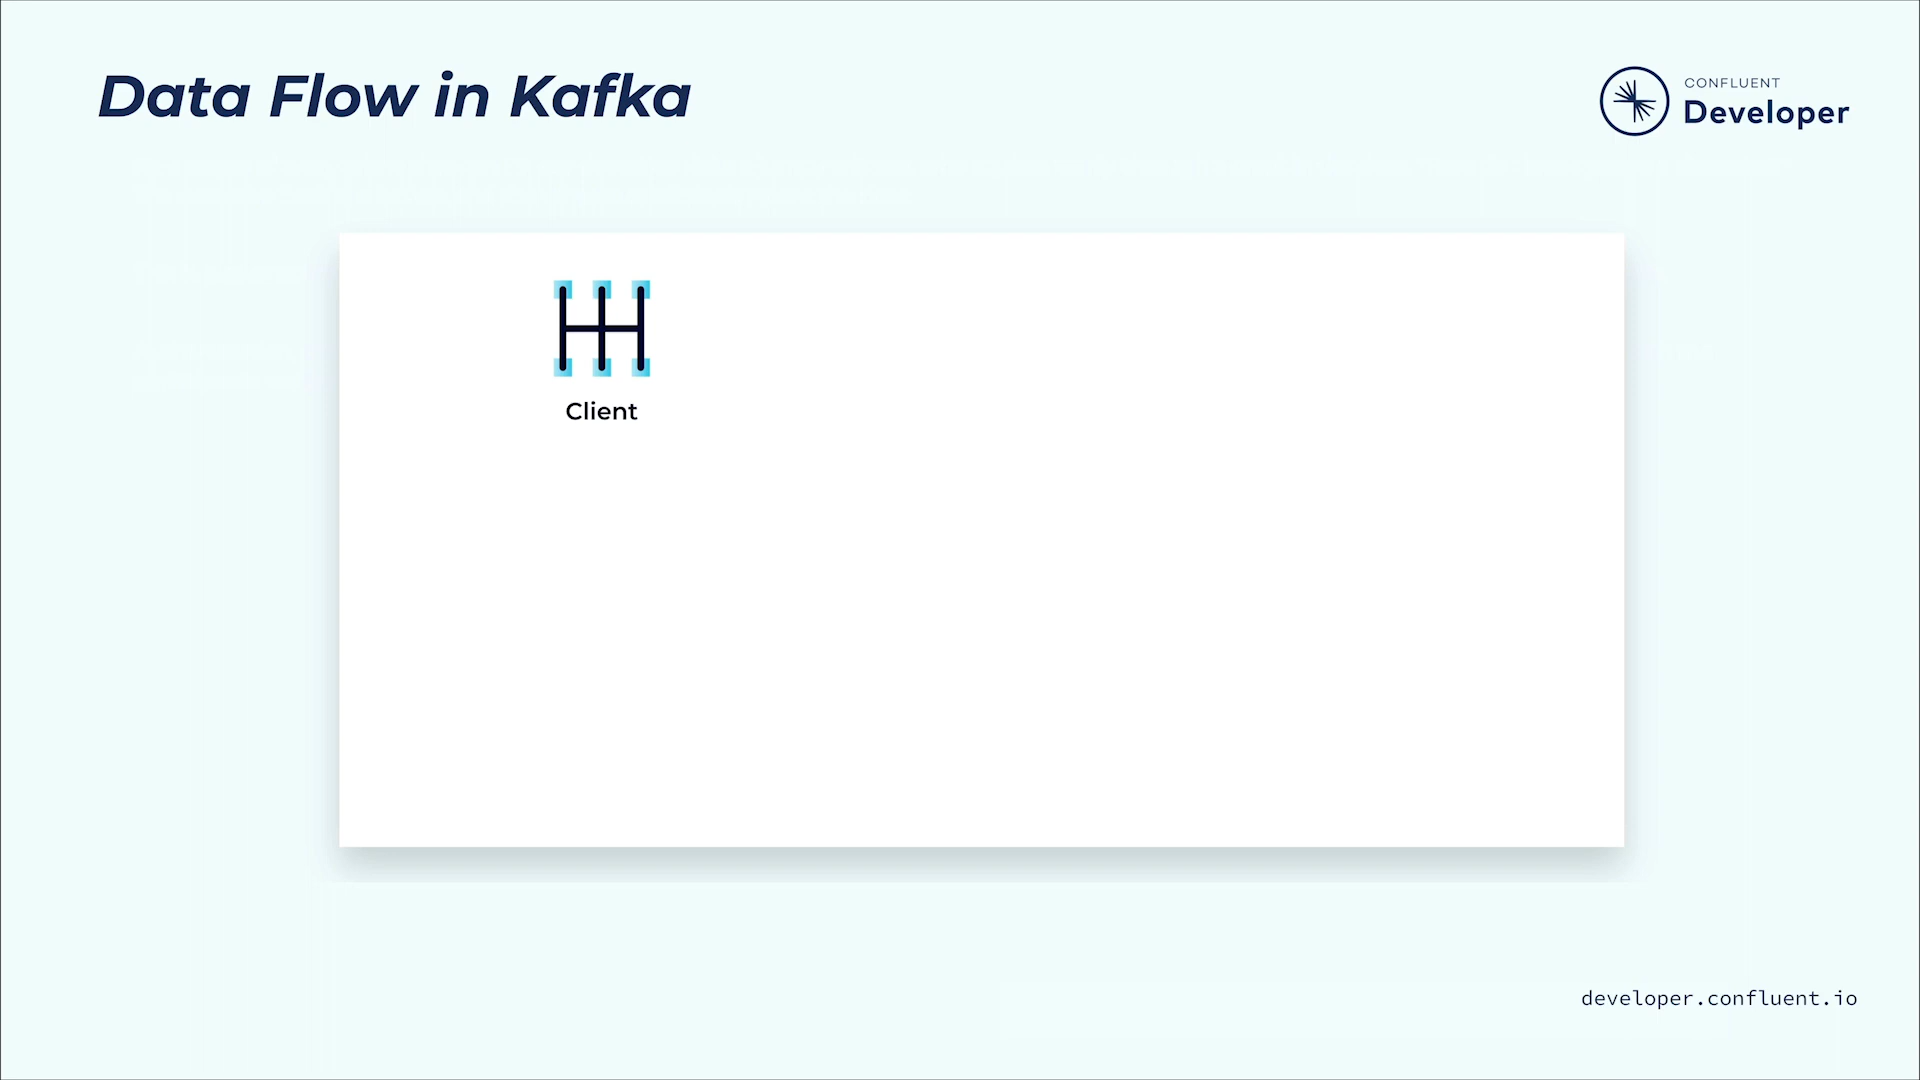 Data Flow in Kafka
CONFLUENT
Developer
Client
developer.confluent.io